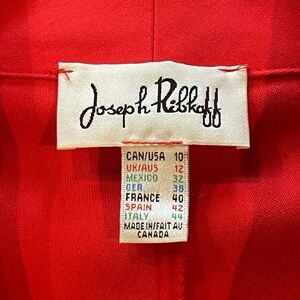 Joseph Ribkoff
CAN/USA 10
UK/AUS 12
MEXICO 32
GER 38
FRANCE 40
SPAIN 42
ITALY 44
MADE IN/FAIT AU
CANADA